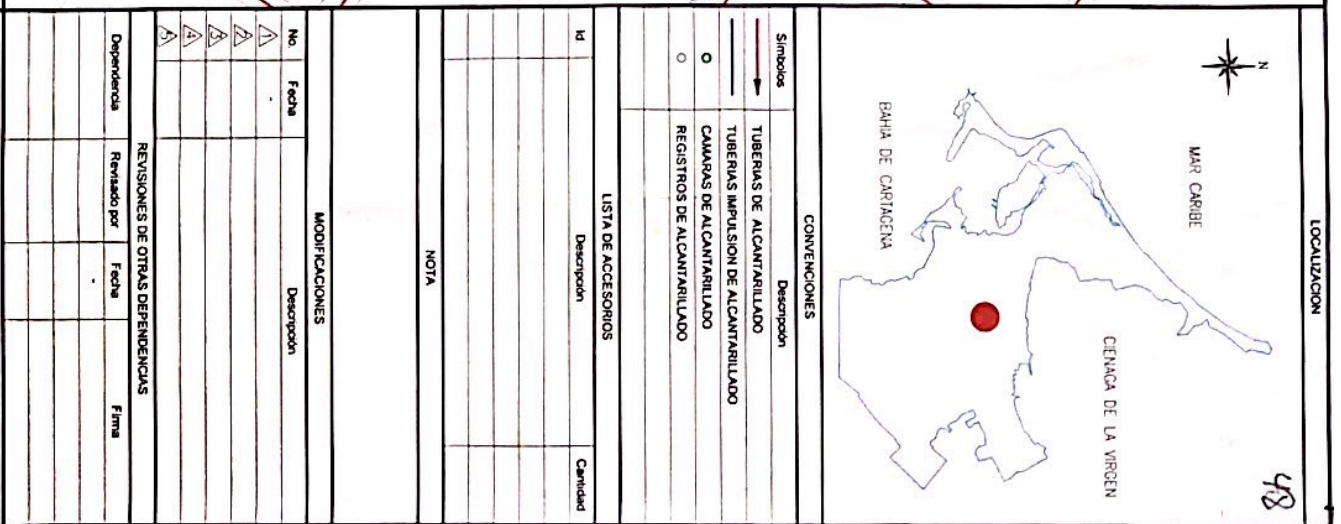 LOCALIZACION
48
N
MAR CARIBE
BAHIA DE CARTAGENA
CIENAGA DE LA VIRGEN
CONVENCIONES
Símbolos Descripción
TUBERIAS DE ALCANTARILLADO
TUBERIAS IMPULSION DE ALCANTARILLADO
CAMARAS DE ALCANTARILLADO
REGISTROS DE ALCANTARILLADO
LISTA DE ACCESORIOS
Id Descripción Cantidad
NOTA
MODIFICACIONES
No. Fecha Descripción
1
2
3
4
5
REVISIONES DE OTRAS DEPENDENCIAS
Dependencia Revisado por Fecha Firma